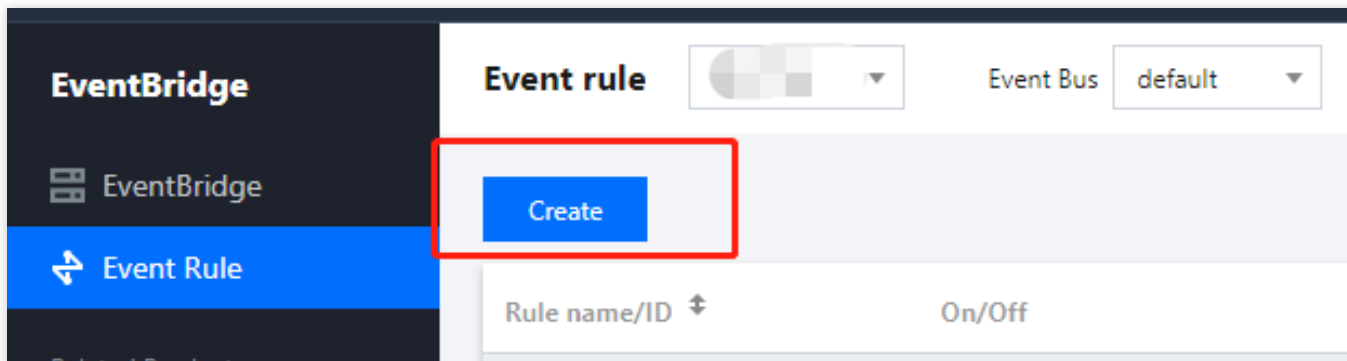 EventBridge
Event rule
Event Bus default
EventBridge
Event Rule
Create
Rule name/ID On/Off